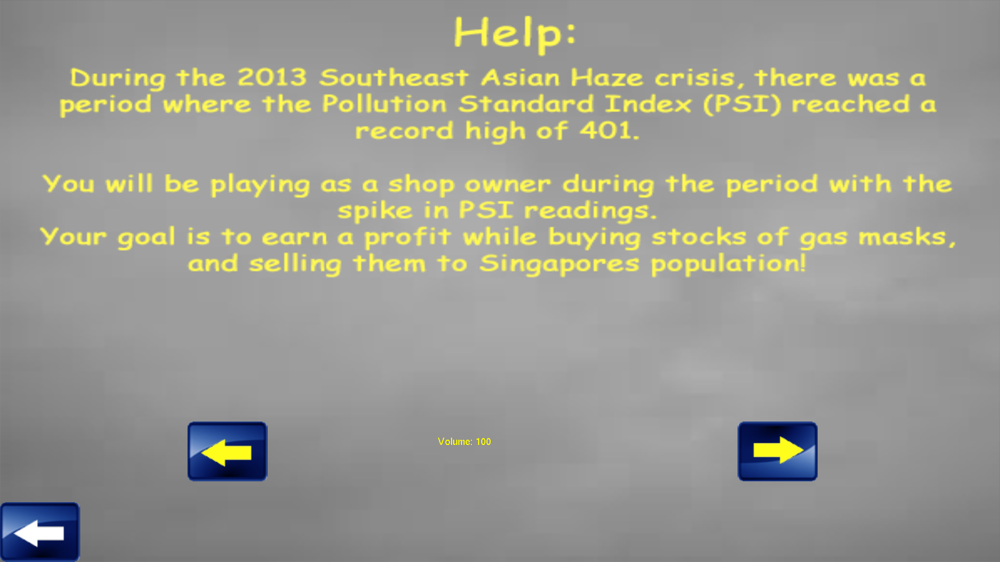 Help:
During the 2013 Southeast Asian Haze crisis, there was a
period where the Pollution Standard Index (PSI) reached a
record high of 401.
You will be playing as a shop owner during the period with the
spike in PSI readings.
Your goal is to earn a profit while buying stocks of gas masks,
and selling them to Singapores population!
Volume: 100